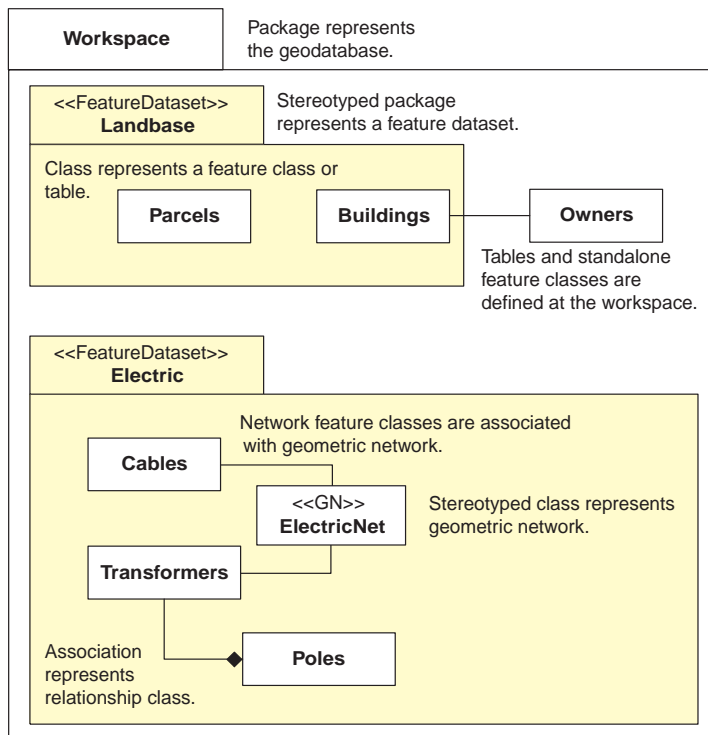 Workspace
Package represents
the geodatabase.
<<FeatureDataset>>
Landbase
Stereotyped package
represents a feature dataset.
Class represents a feature class or
table.
Parcels
Buildings
Owners
Tables and standalone
feature classes are
defined at the workspace.
<<FeatureDataset>>
Electric
Network feature classes are associated
with geometric network.
Cables
<<GN>>
ElectricNet
Stereotyped class represents
geometric network.
Transformers
Poles
Association
represents
relationship class.